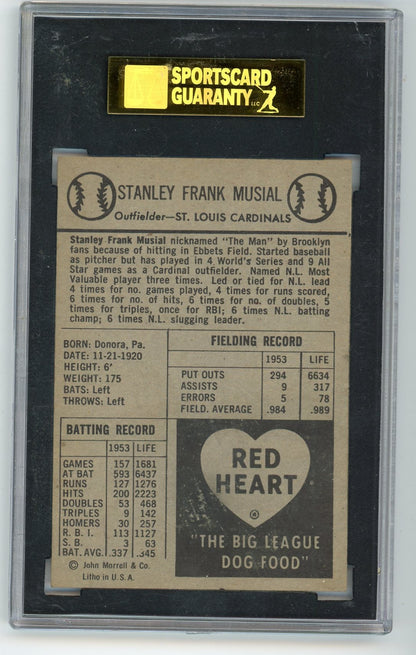 SPORTSCARD
GUARANTY LLC
STANLEY FRANK MUSIAL
Outfielder—ST. LOUIS CARDINALS
Stanley Frank Musial nicknamed "The Man" by Brooklyn
fans because of hitting in Ebbets Field. Started baseball
as pitcher but has played in 4 World's Series and 9 All
Star games as a Cardinal outfielder. Named N.L. Most
Valuable player three times. Led or tied for N.L. lead
4 times for no. games played, 4 times for runs scored,
6 times for no. of hits, 6 times for no. of doubles, 5
times for triples, once for RBI; 6 times N.L. batting
champ; 6 times N.L. slugging leader.
BORN: Donora, Pa.
DATE: 11-21-1920
HEIGHT: 6'
WEIGHT: 175
BATS: Left
THROWS: Left
FIELDING RECORD
1953 LIFE
PUT OUTS 294 6634
ASSISTS 9 317
ERRORS 5 78
FIELD. AVERAGE .984 .989
BATTING RECORD
1953 LIFE
GAMES 157 1681
AT BAT 593 6437
RUNS 127 1276
HITS 200 2223
DOUBLES 53 468
TRIPLES 9 142
HOMERS 30 257
R. B. I. 113 1127
S. B. 3 63
BAT. AVG. .337 .345
© John Morrell & Co.
Litho in U.S.A.
RED
HEART
®
"THE BIG LEAGUE
DOG FOOD"